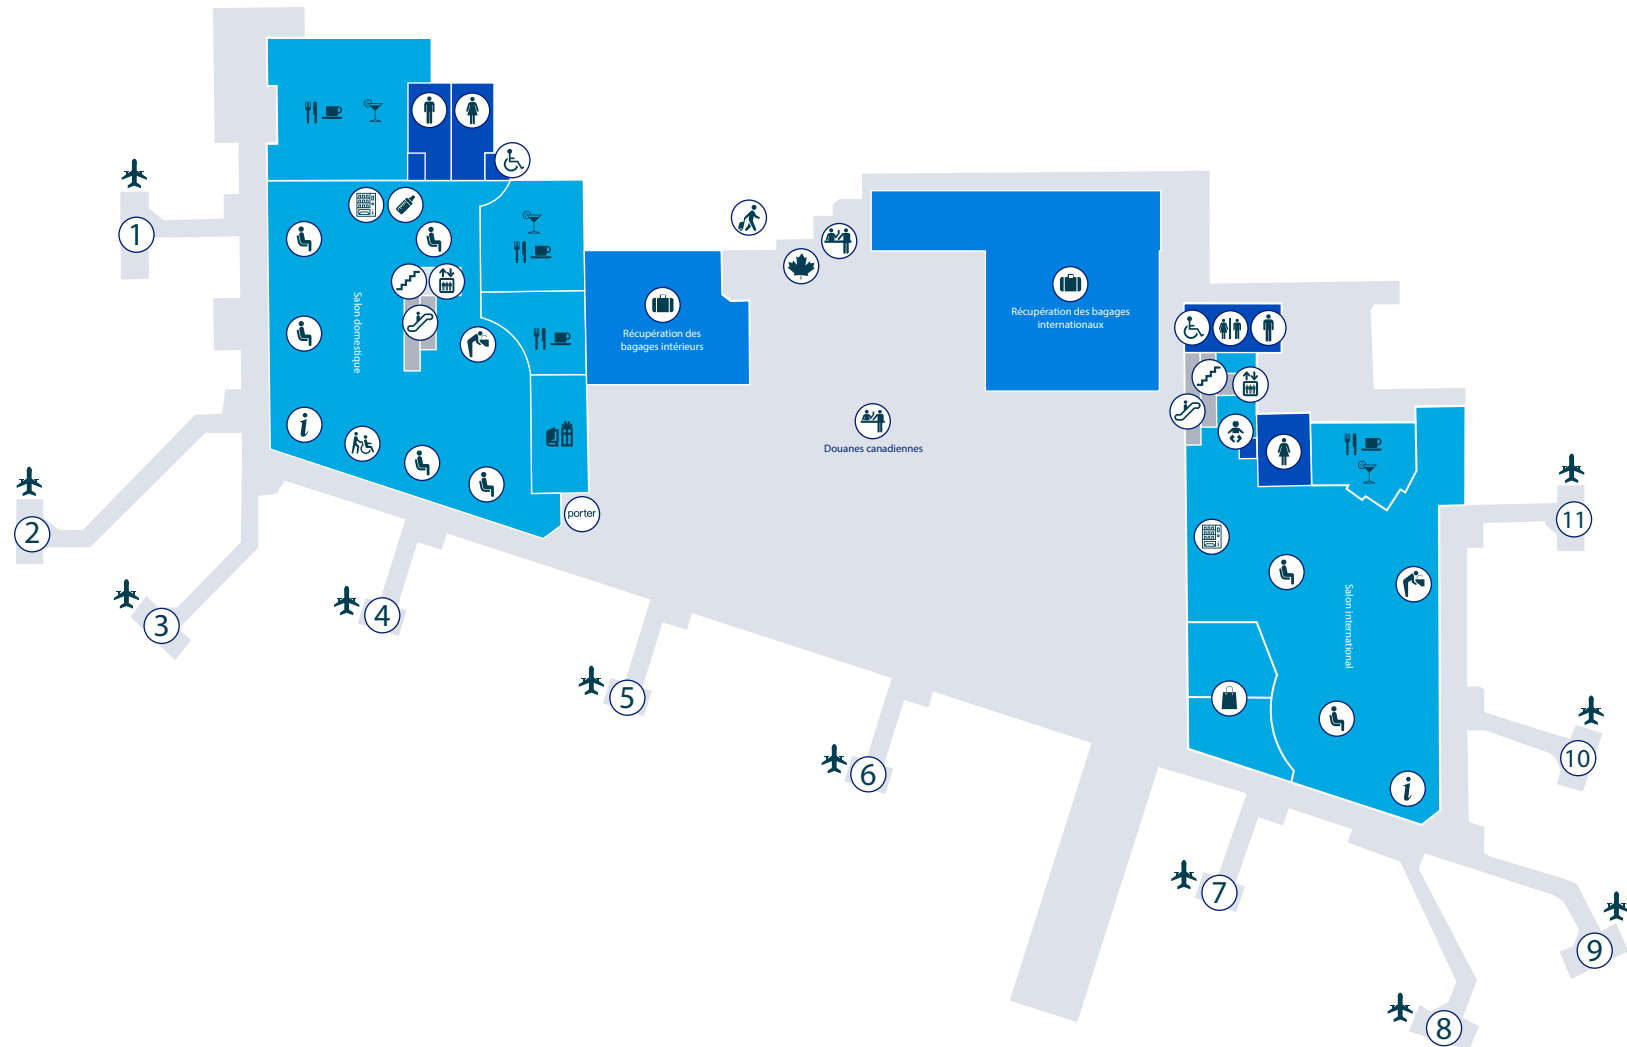 1
Salon domestique
Récupération des
bagages intérieurs
Récupération des bagages
internationaux
i
Douanes canadiennes
porter
2
3
4
5
6
11
Salon international
10
i
7
9
8